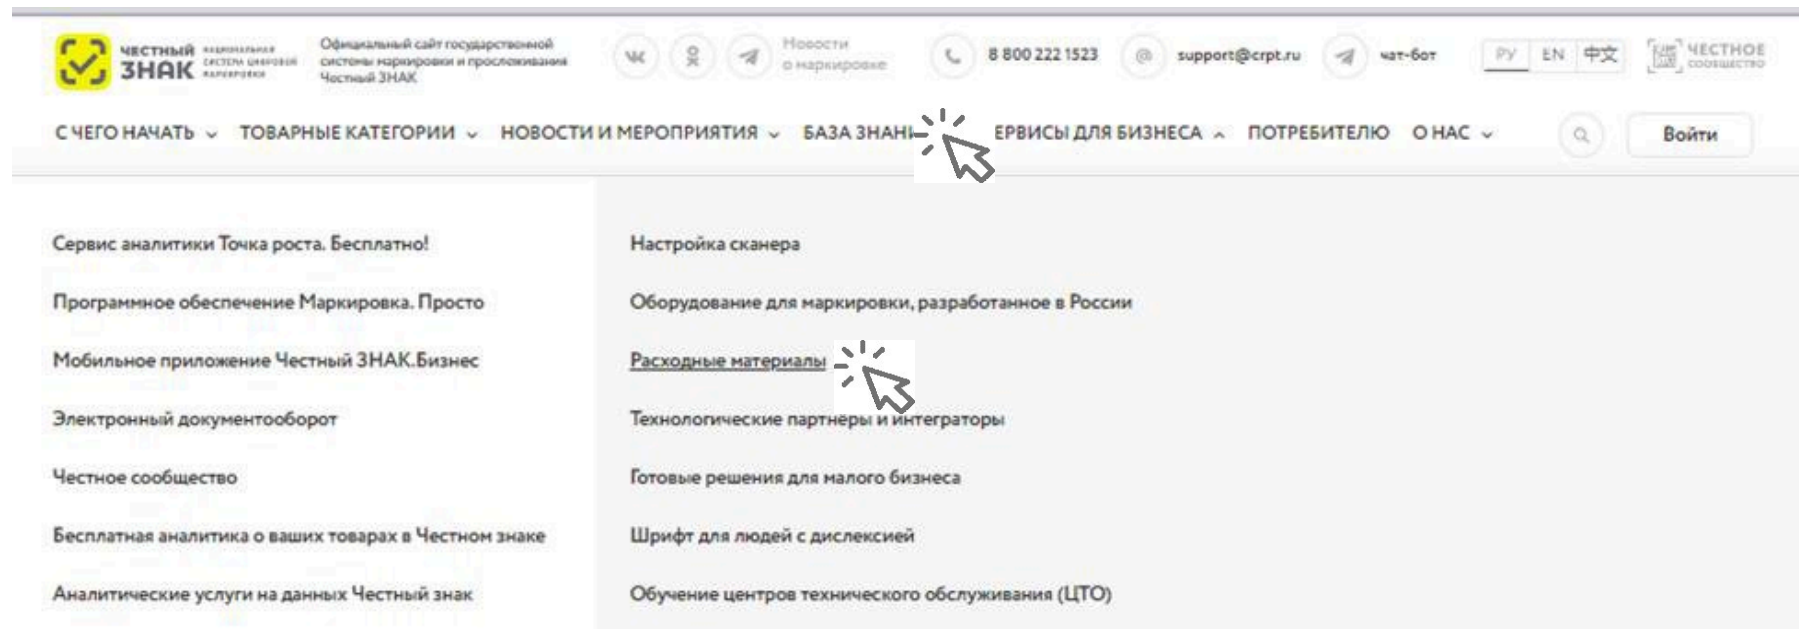 ЧЕСТНЫЙ
ЗНАК
НАЦИОНАЛЬНАЯ
СИСТЕМА ЦИФРОВОЙ
МАРКИРОВКИ
Официальный сайт государственной
системы маркировки и прослеживания
Честный ЗНАК
Новости
о маркировке
8 800 222 1523
@
support@crpt.ru
чат-бот
РУ EN 中文
ЧЕСТНОЕ
СООБЩЕСТВО
С ЧЕГО НАЧАТЬ ТОВАРНЫЕ КАТЕГОРИИ НОВОСТИ И МЕРОПРИЯТИЯ БАЗА ЗНАНИ ЕРВИСЫ ДЛЯ БИЗНЕСА ПОТРЕБИТЕЛЮ О НАС Войти
Сервис аналитики Точка роста. Бесплатно!
Программное обеспечение Маркировка. Просто
Мобильное приложение Честный ЗНАК.Бизнес
Электронный документооборот
Честное сообщество
Бесплатная аналитика о ваших товарах в Честном знаке
Аналитические услуги на данных Честный знак
Настройка сканера
Оборудование для маркировки, разработанное в России
Расходные материалы
Технологические партнеры и интеграторы
Готовые решения для малого бизнеса
Шрифт для людей с дислексией
Обучение центров технического обслуживания (ЦТО)